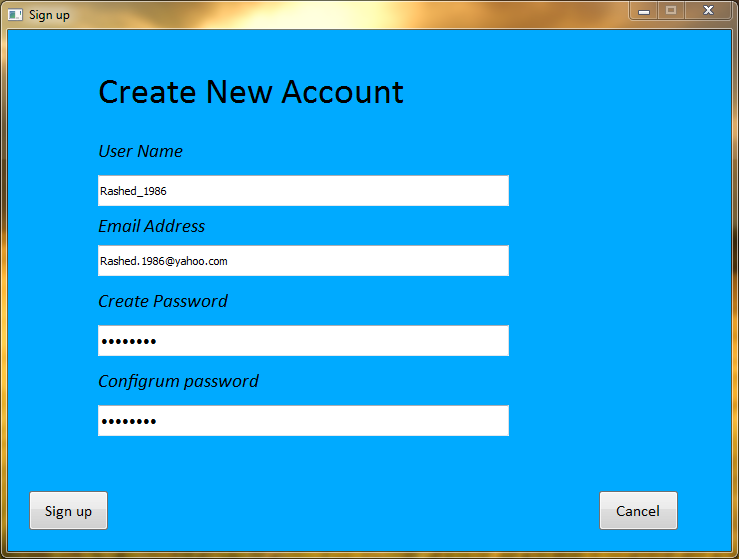 Sign up
Create New Account
User Name
Rashed_1986
Email Address
Rashed.1986@yahoo.com
Create Password
••••••••
Configrum password
••••••••
Sign up
Cancel